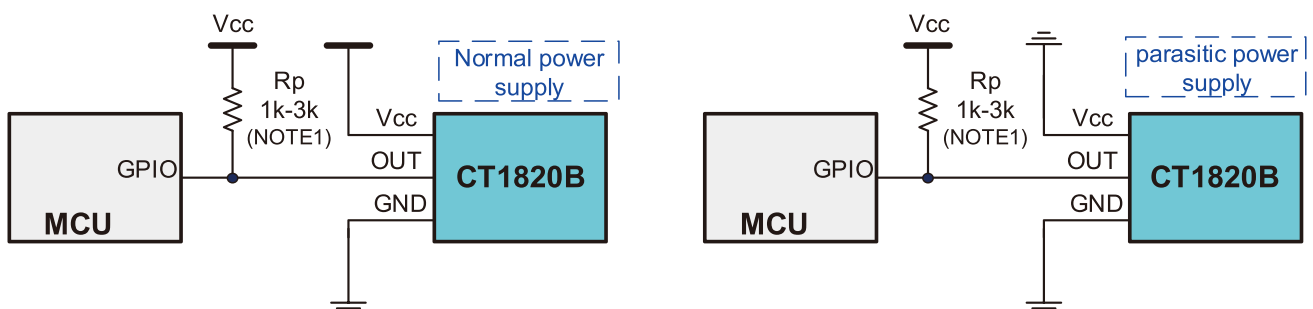 Vcc
Normal power
supply
Rp
1k-3k
(NOTE1)
Vcc
GPIO
OUT
CT1820B
GND
MCU
Vcc
parasitic power
supply
Rp
1k-3k
(NOTE1)
Vcc
GPIO
OUT
CT1820B
GND
MCU